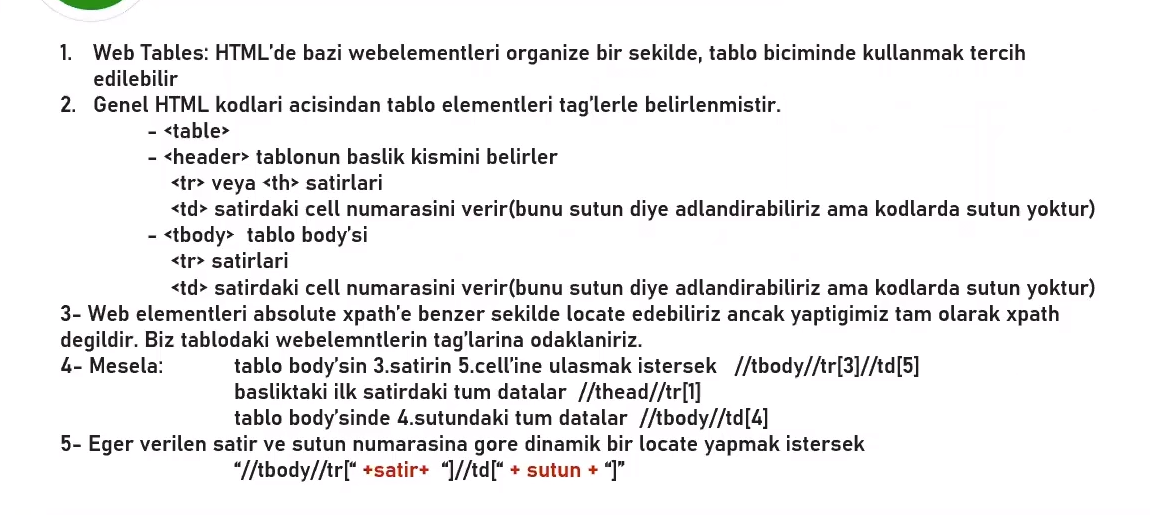 1. Web Tables: HTML'de bazi webelementleri organize bir sekilde, tablo biciminde kullanmak tercih
edilebilir
2. Genel HTML kodlari acisindan tablo elementleri tag'lerle belirlenmistir.
- <table>
- <header> tablonun baslik kismini belirler
<tr> veya <th> satirlari
<td> satirdaki cell numarasini verir(bunu sutun diye adlandirabiliriz ama kodlarda sutun yoktur)
- <tbody> tablo body'si
<tr> satirlari
<td> satirdaki cell numarasini verir(bunu sutun diye adlandirabiliriz ama kodlarda sutun yoktur)
3- Web elementleri absolute xpath'e benzer sekilde locate edebiliriz ancak yaptigimiz tam olarak xpath
degildir. Biz tablodaki webelemntlerin tag'larina odaklaniriz.
4- Mesela: tablo body'sin 3.satirin 5.cell'ine ulasmak istersek //tbody//tr[3]//td[5]
basliktaki ilk satirdaki tum datalar //thead//tr[1]
tablo body'sinde 4.sutundaki tum datalar //tbody//td[4]
5- Eger verilen satir ve sutun numarasina gore dinamik bir locate yapmak istersek
“//tbody//tr[“ +satir+ “]//td[“ + sutun + “]”